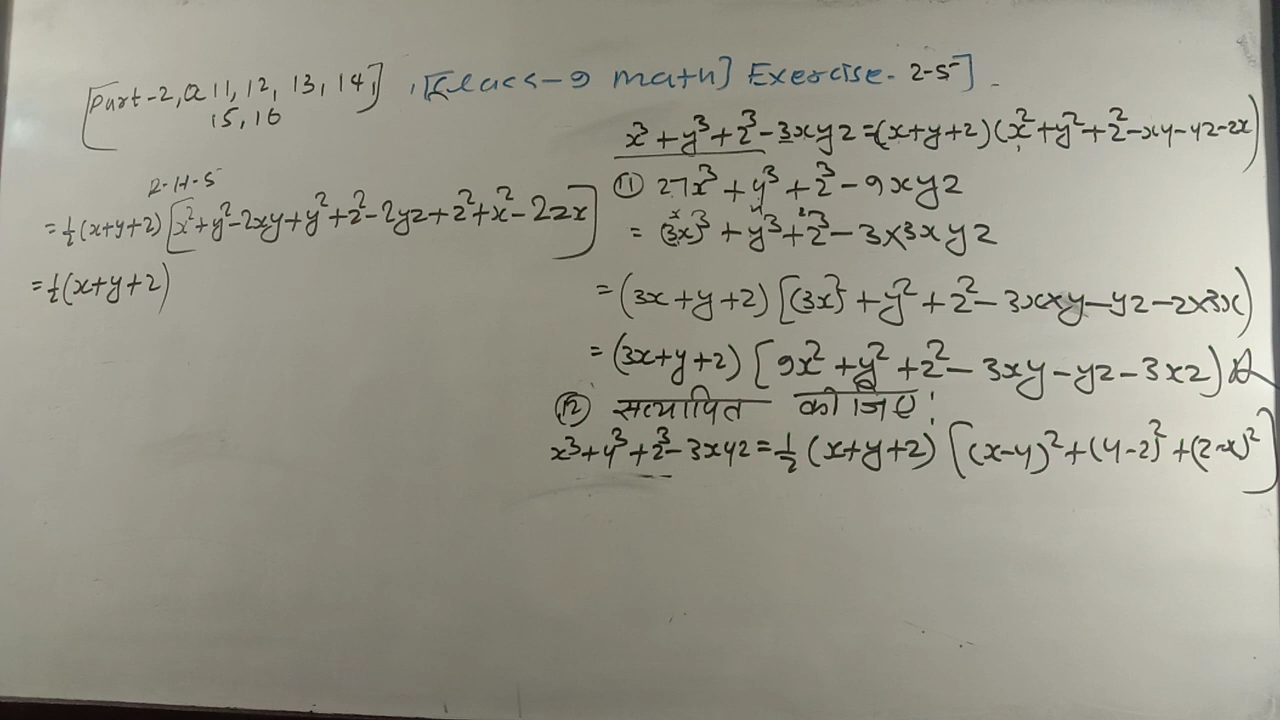 [Part-2, Q 11, 12, 13, 14,] , [Class-9 math] Exercise. 2-5]
15, 16
x³+y³+z³-3xyz=(x+y+z)(x²+y²+z²-xy-yz-zx)
⑪ 27x³+y³+z³-9xyz
= (3x)³+y³+z³-3×3xyz
=(3x+y+z)[(3x)²+y²+z²-3x×y-yz-z×3x)
=(3x+y+z)[9x²+y²+z²-3xy-yz-3xz)
⑫ सत्यापित कीजिए!
x³+y³+z³-3xyz=½(x+y+z)[(x-y)²+(y-z)²+(z-x)²]
R-H-S
=½(x+y+z)[x²+y²-2xy+y²+z²-2yz+z²+x²-2zx]
=½(x+y+z)